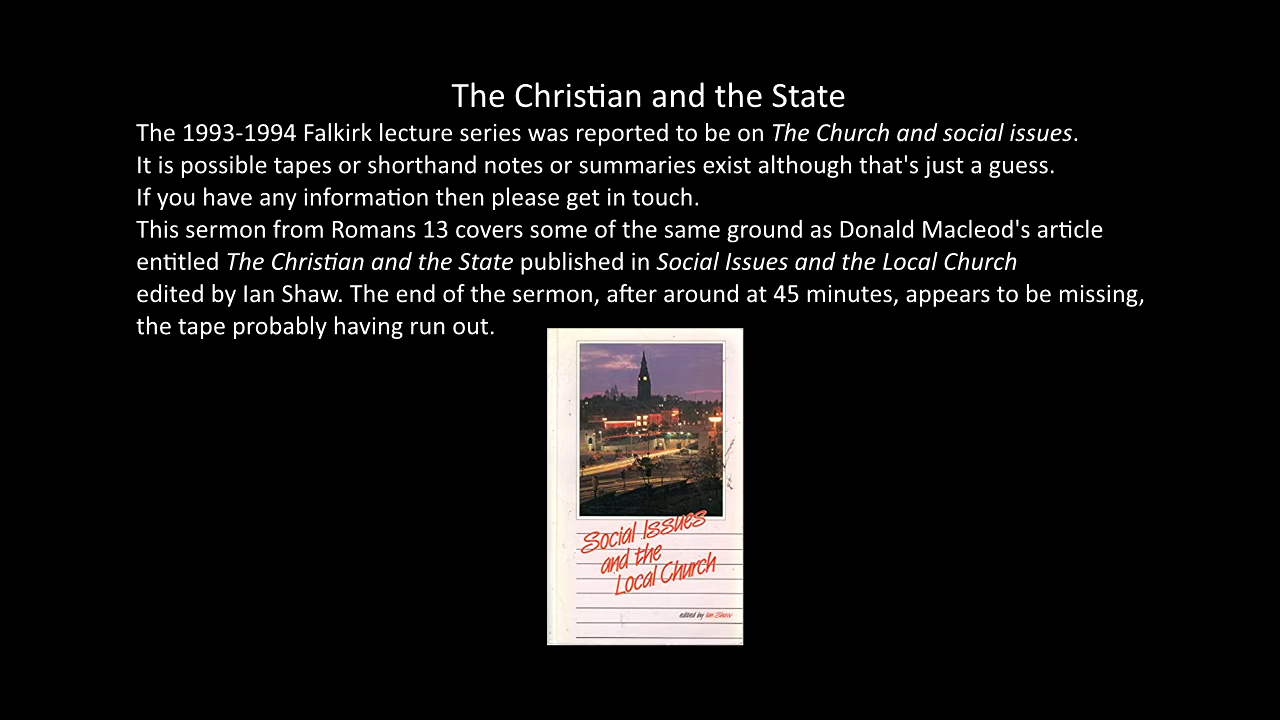 The Christian and the State
The 1993-1994 Falkirk lecture series was reported to be on The Church and social issues.
It is possible tapes or shorthand notes or summaries exist although that's just a guess.
If you have any information then please get in touch.
This sermon from Romans 13 covers some of the same ground as Donald Macleod's article
entitled The Christian and the State published in Social Issues and the Local Church
edited by Ian Shaw. The end of the sermon, after around at 45 minutes, appears to be missing,
the tape probably having run out.
Social Issues
and the
Local Church
edited by Ian Shaw